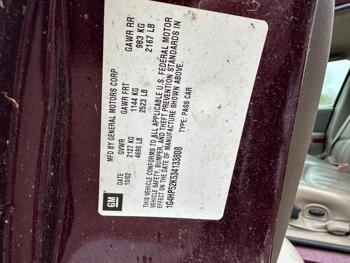 MFD BY GENERAL MOTORS CORP
DATE GVWR GAWR FRT GAWR RR
10/02 2127 KG 1144 KG 983 KG
4690 LB 2523 LB 2167 LB
THIS VEHICLE CONFORMS TO ALL APPLICABLE U.S. FEDERAL MOTOR
VEHICLE SAFETY, BUMPER, AND THEFT PREVENTION STANDARDS IN
EFFECT ON THE DATE OF MANUFACTURE SHOWN ABOVE.
1G4HP52K534133808 TYPE: PASS CAR
GM